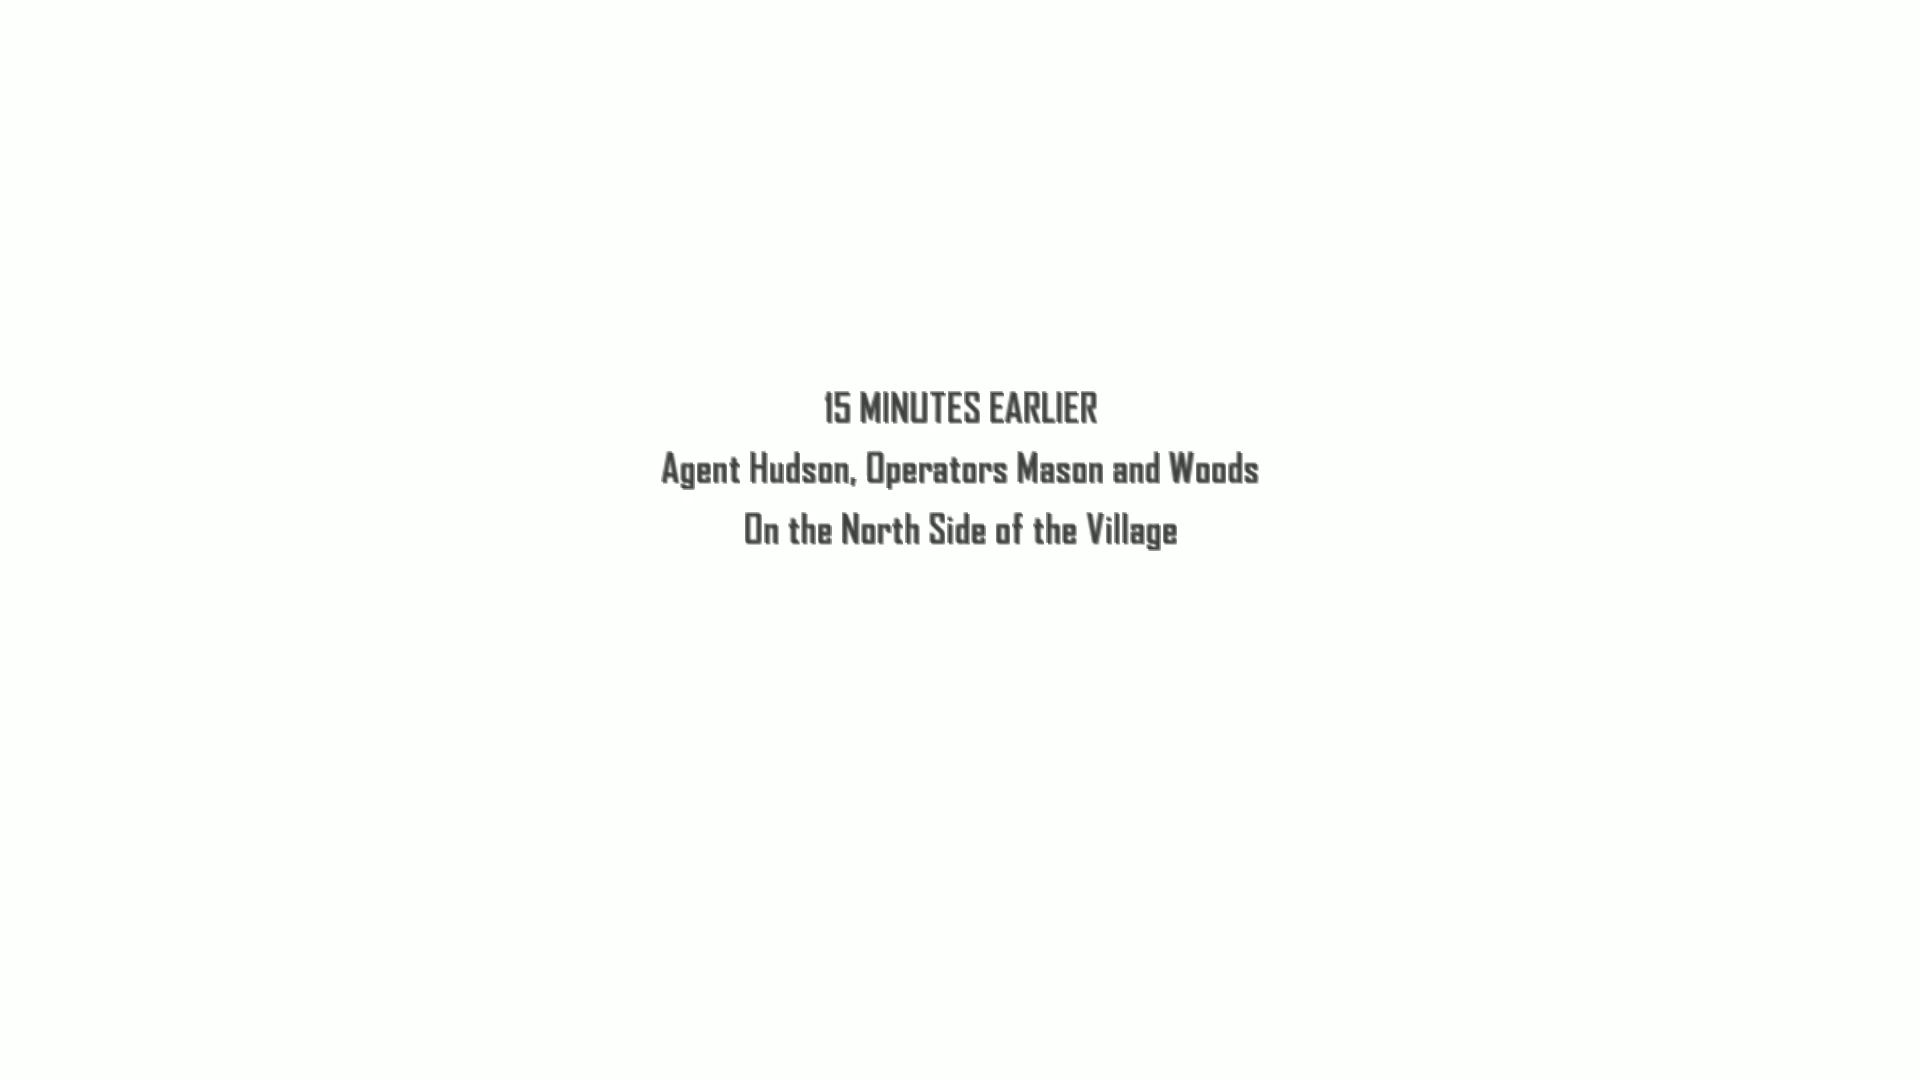 15 MINUTES EARLIER
Agent Hudson, Operators Mason and Woods
On the North Side of the Village